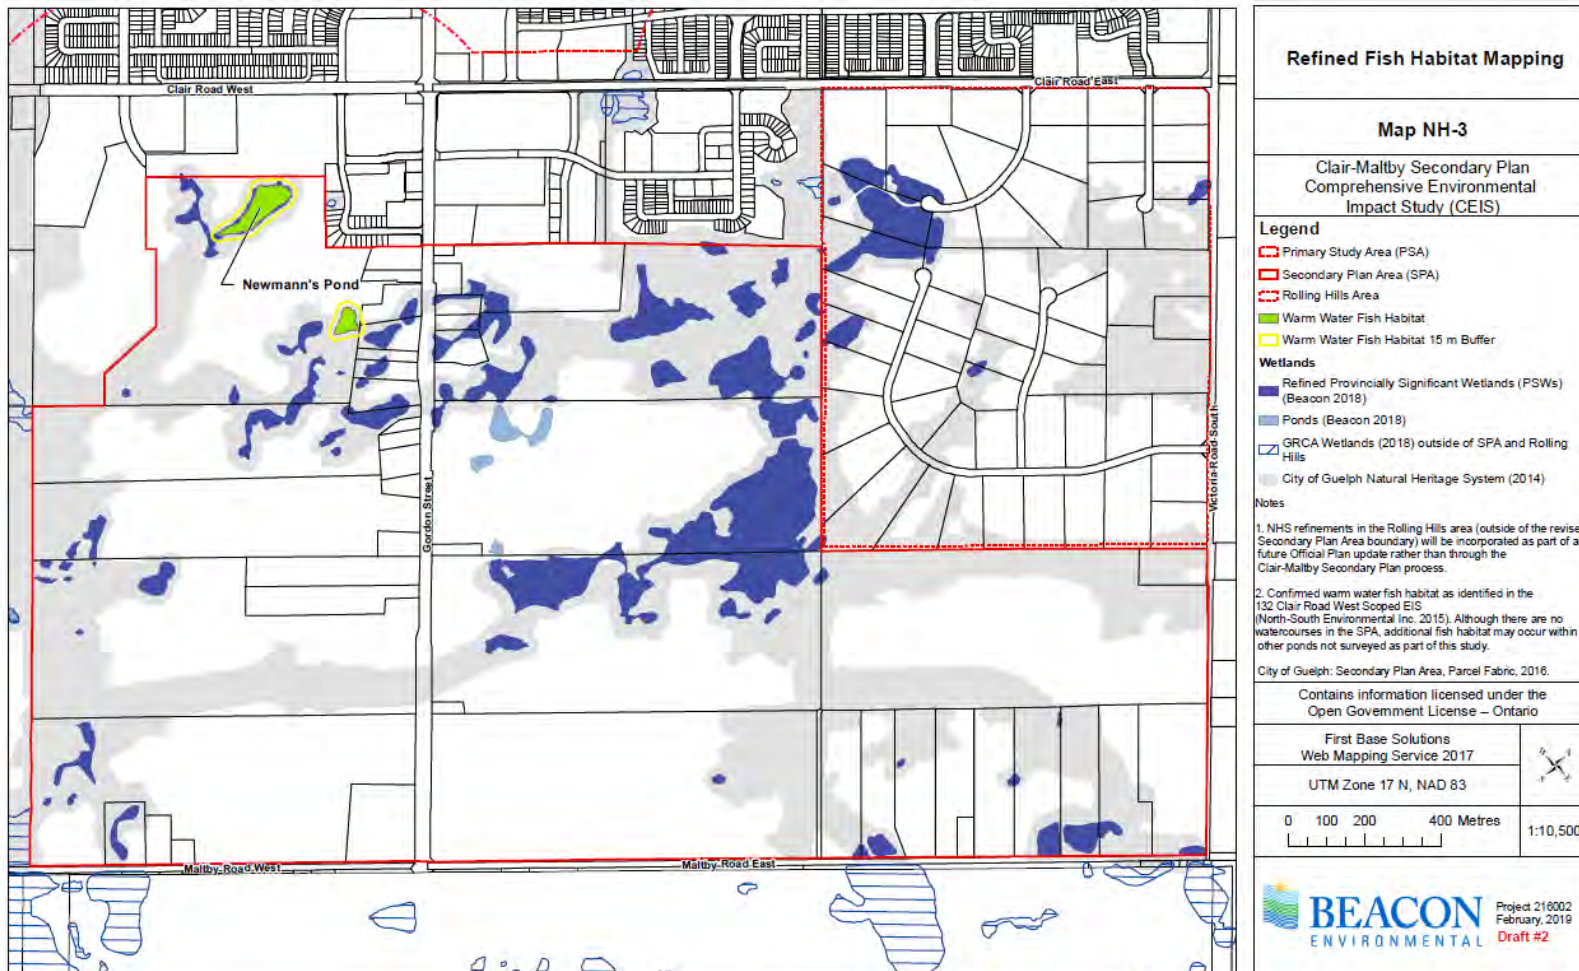 Clair Road West
Clair Road East
Newmann's Pond
Gordon Street
Victoria Road South
Maltby Road West
Maltby Road East
Refined Fish Habitat Mapping
Map NH-3
Clair-Maltby Secondary Plan
Comprehensive Environmental
Impact Study (CEIS)
Legend
Primary Study Area (PSA)
Secondary Plan Area (SPA)
Rolling Hills Area
Warm Water Fish Habitat
Warm Water Fish Habitat 15 m Buffer
Wetlands
Refined Provincially Significant Wetlands (PSWs)
(Beacon 2018)
Ponds (Beacon 2018)
GRCA Wetlands (2018) outside of SPA and Rolling
Hills
City of Guelph Natural Heritage System (2014)
Notes
1. NHS refinements in the Rolling Hills area (outside of the revise
Secondary Plan Area boundary) will be incorporated as part of a
future Official Plan update rather than through the
Clair-Maltby Secondary Plan process.
2. Confirmed warm water fish habitat as identified in the
132 Clair Road West Scoped EIS
(North-South Environmental Inc. 2015). Although there are no
watercourses in the SPA, additional fish habitat may occur within
other ponds not surveyed as part of this study.
City of Guelph: Secondary Plan Area, Parcel Fabric, 2016.
Contains information licensed under the
Open Government License – Ontario
First Base Solutions
Web Mapping Service 2017
UTM Zone 17 N, NAD 83
0 100 200 400 Metres
1:10,500
BEACON
ENVIRONMENTAL
Project 216002
February, 2019
Draft #2